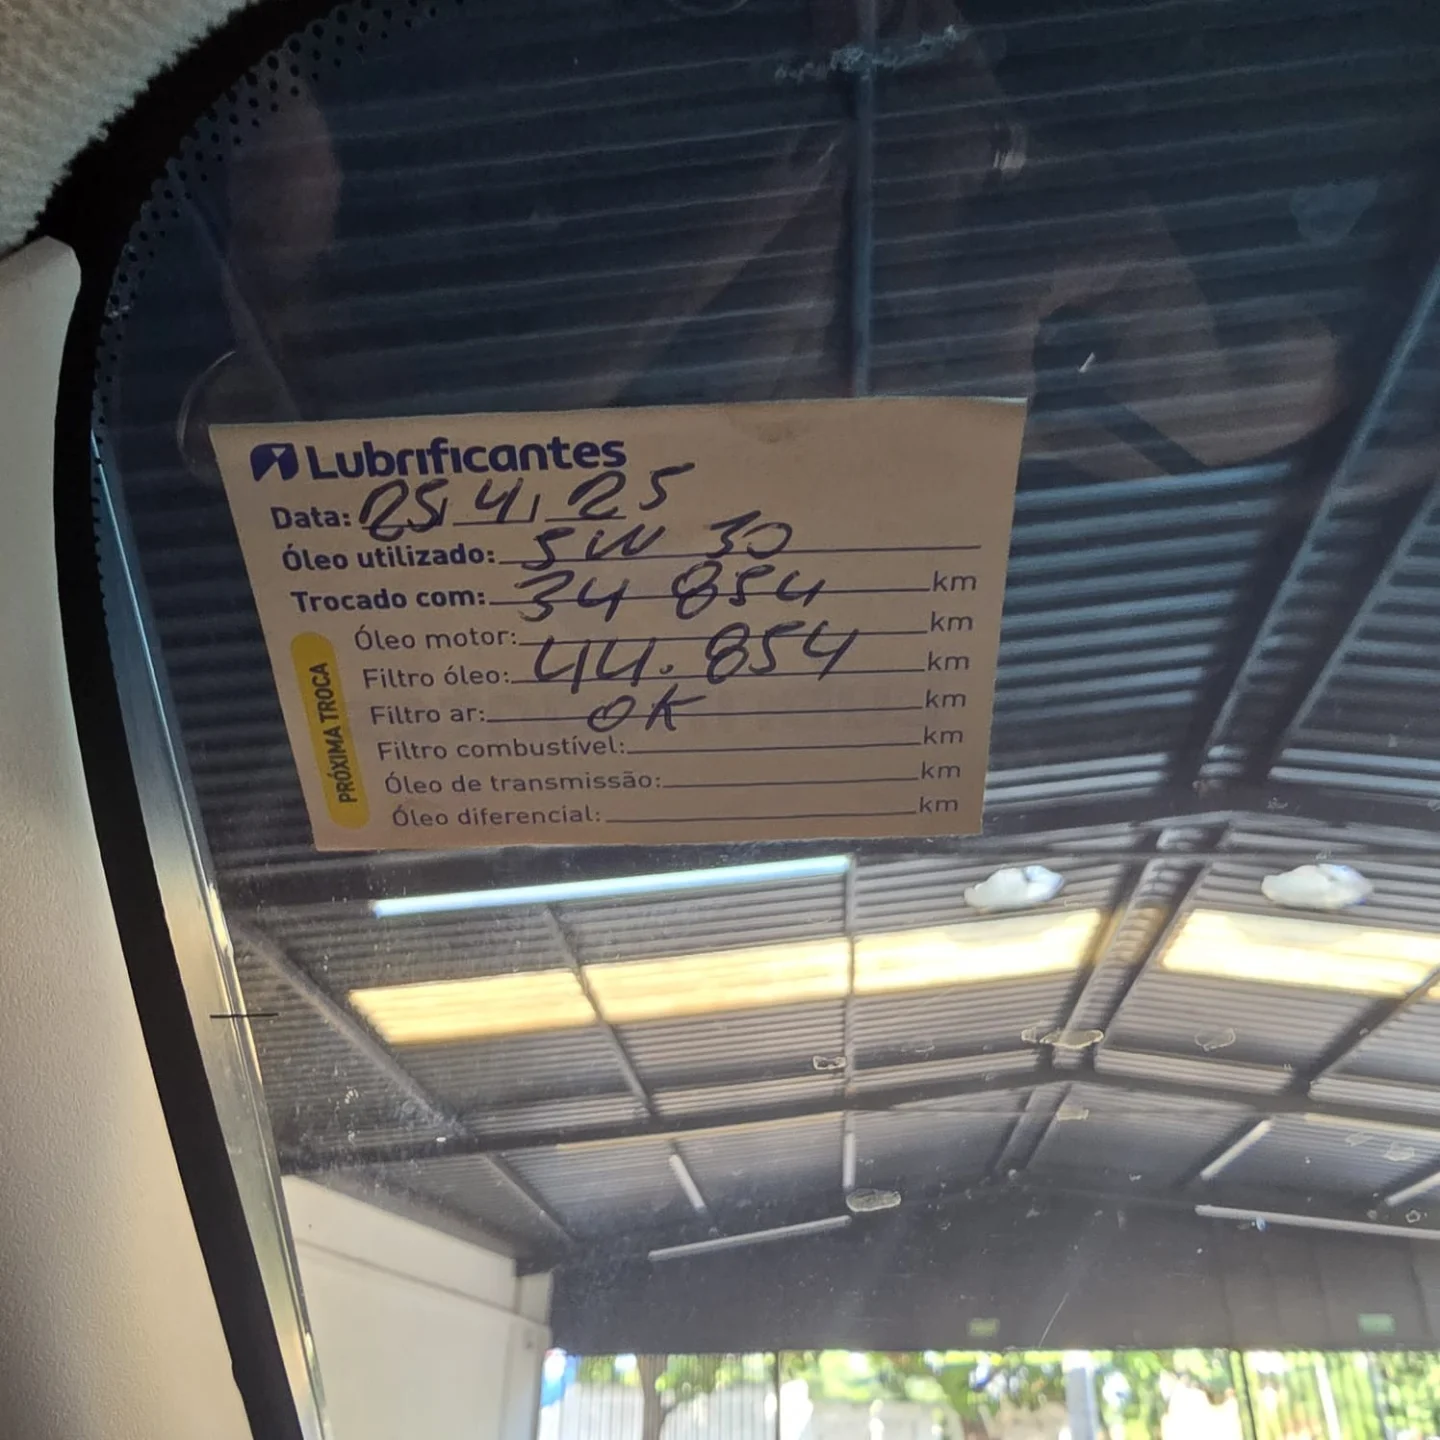 Lubrificantes
Data: 25/4/25
Óleo utilizado: 5W 30
Trocado com: 34 854 km
PRÓXIMA TROCA
Óleo motor: km
Filtro óleo: 44.854 km
Filtro ar: OK km
Filtro combustível: km
Óleo de transmissão: km
Óleo diferencial: km